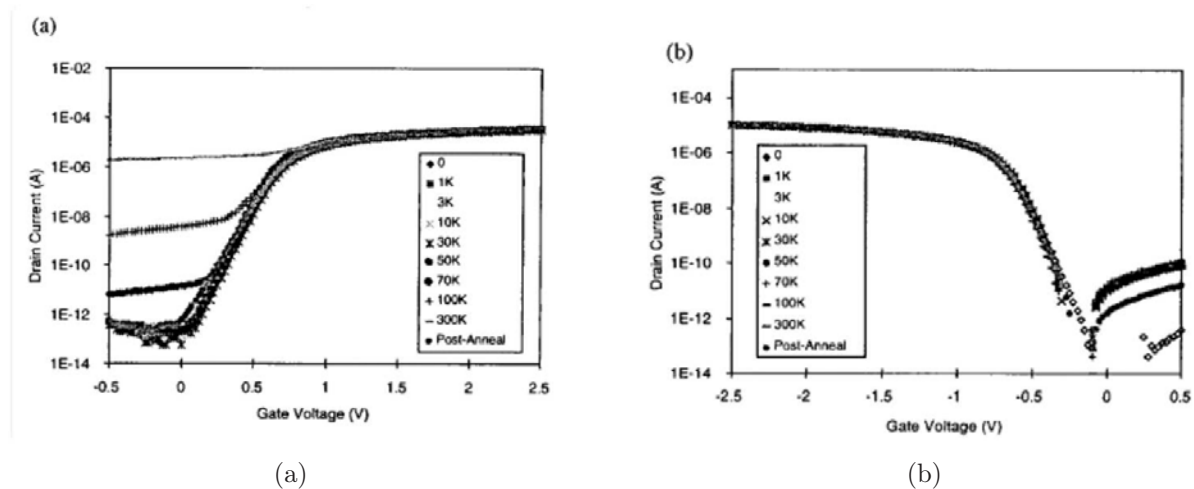 (a)
1E-02
1E-04
1E-06
1E-08
1E-10
1E-12
1E-14
Drain Current (A)
-0.5
0
0.5
1
1.5
2
2.5
Gate Voltage (V)
0
1K
3K
10K
30K
50K
70K
100K
300K
Post-Anneal
(a)
(b)
1E-04
1E-06
1E-08
1E-10
1E-12
1E-14
Drain Current (A)
-2.5
-2
-1.5
-1
-0.5
0
0.5
Gate Voltage (V)
0
1K
3K
10K
30K
50K
70K
100K
300K
Post-Anneal
(b)